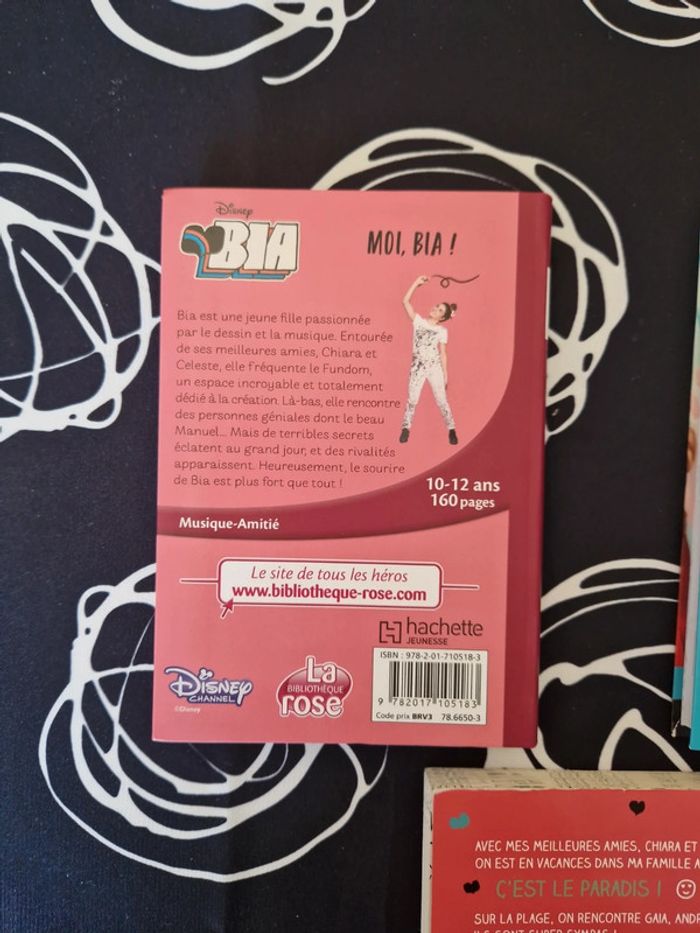 Disney
BIA
MOI, BIA !
Bia est une jeune fille passionnée
par le dessin et la musique. Entourée
de ses meilleures amies, Chiara et
Celeste, elle fréquente le Fundom,
un espace incroyable et totalement
dédié à la création. Là-bas, elle rencontre
des personnes géniales dont le beau
Manuel... Mais de terribles secrets
éclatent au grand jour, et des rivalités
apparaissent. Heureusement, le sourire
de Bia est plus fort que tout !
10-12 ans
160 pages
Musique-Amitié
Le site de tous les héros
www.bibliotheque-rose.com
hachette
JEUNESSE
ISBN : 978-2-01-710518-3
9 782017 105183
Code prix BRV3 78.6650-3
Disney
CHANNEL
©Disney
La
BIBLIOTHÈQUE
rose
AVEC MES MEILLEURES AMIES, CHIARA ET
ON EST EN VACANCES DANS MA FAMILLE A
C'EST LE PARADIS !
SUR LA PLAGE, ON RENCONTRE GAIA, ANDR
ILS SONT SUPER SYMPAS !